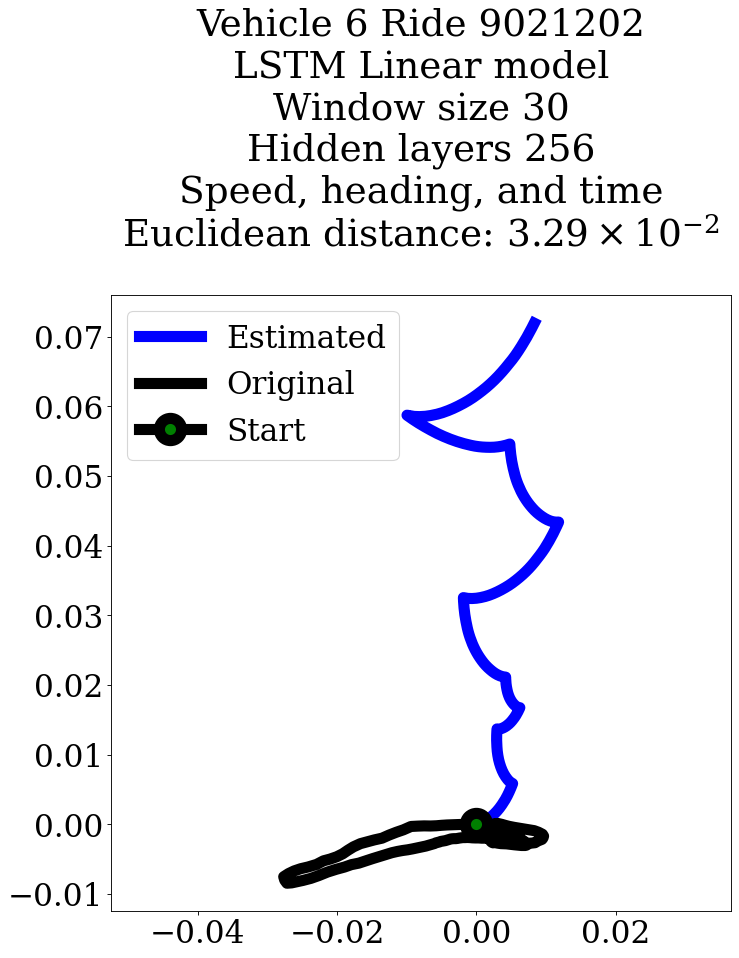 Vehicle 6 Ride 9021202
LSTM Linear model
Window size 30
Hidden layers 256
Speed, heading, and time
Euclidean distance: 3.29 × 10⁻²
Estimated
Original
Start
0.07
0.06
0.05
0.04
0.03
0.02
0.01
0.00
−0.01
−0.04 −0.02 0.00 0.02